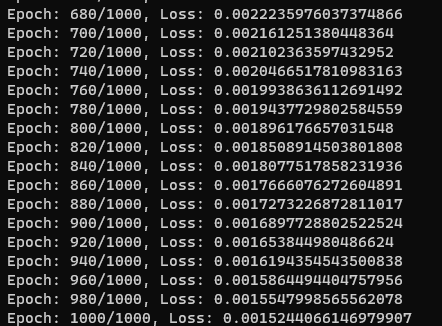 Epoch: 680/1000, Loss: 0.0022235976037374866
Epoch: 700/1000, Loss: 0.002161251380448364
Epoch: 720/1000, Loss: 0.002102363597432952
Epoch: 740/1000, Loss: 0.0020466517810983163
Epoch: 760/1000, Loss: 0.0019938636112691492
Epoch: 780/1000, Loss: 0.0019437729802584559
Epoch: 800/1000, Loss: 0.001896176657031548
Epoch: 820/1000, Loss: 0.0018508914503801808
Epoch: 840/1000, Loss: 0.0018077517858231936
Epoch: 860/1000, Loss: 0.0017666076272604891
Epoch: 880/1000, Loss: 0.0017273226872811017
Epoch: 900/1000, Loss: 0.0016897728802522524
Epoch: 920/1000, Loss: 0.001653844980486624
Epoch: 940/1000, Loss: 0.0016194354543500838
Epoch: 960/1000, Loss: 0.0015864494404757956
Epoch: 980/1000, Loss: 0.0015547998565562078
Epoch: 1000/1000, Loss: 0.0015244066146979907